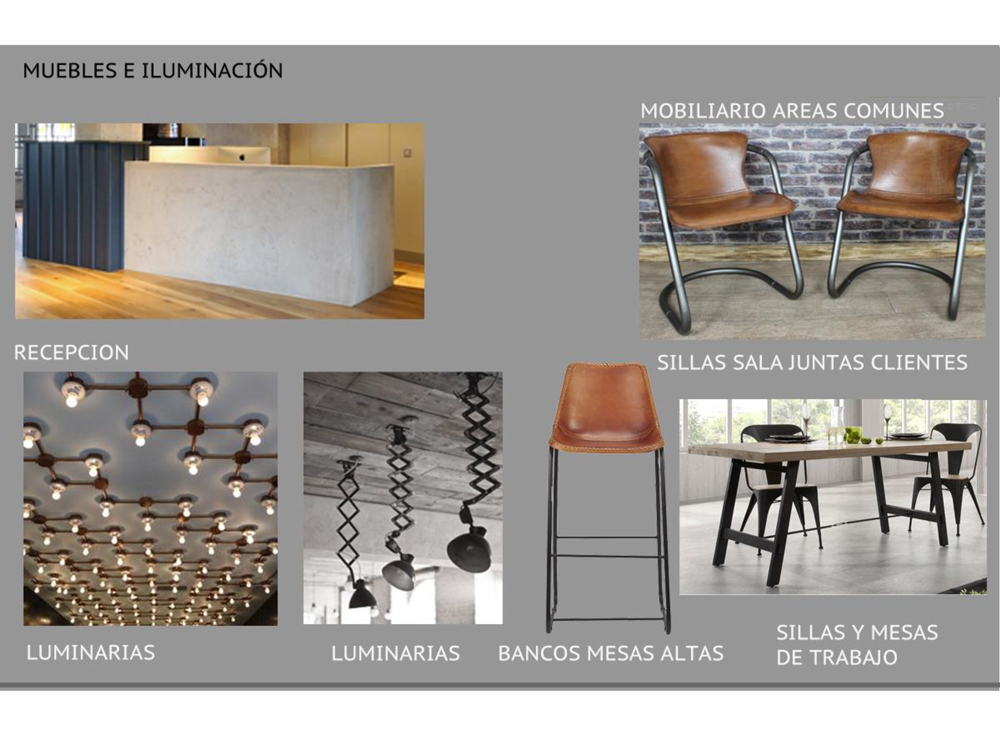 MUEBLES E ILUMINACIÓN
MOBILIARIO AREAS COMUNES
RECEPCION
SILLAS SALA JUNTAS CLIENTES
LUMINARIAS
LUMINARIAS
BANCOS MESAS ALTAS
SILLAS Y MESAS
DE TRABAJO